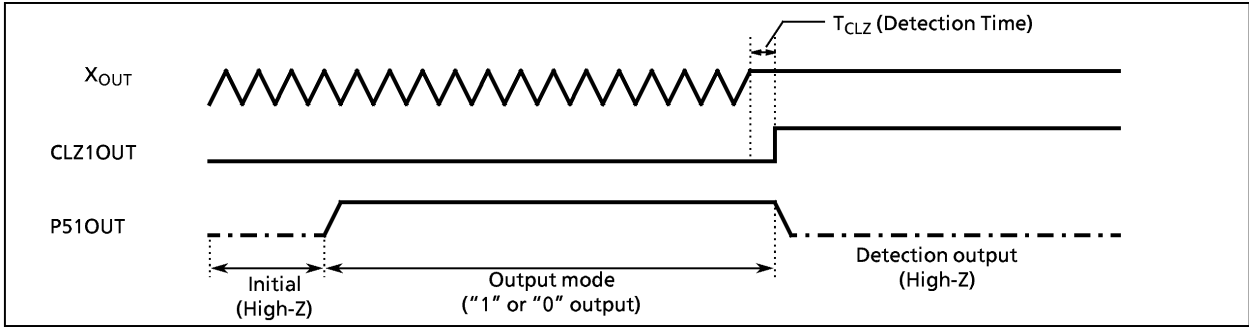 T_CLZ (Detection Time)
X_OUT
CLZ1OUT
P51OUT
Initial
(High-Z)
Output mode
("1" or "0" output)
Detection output
(High-Z)